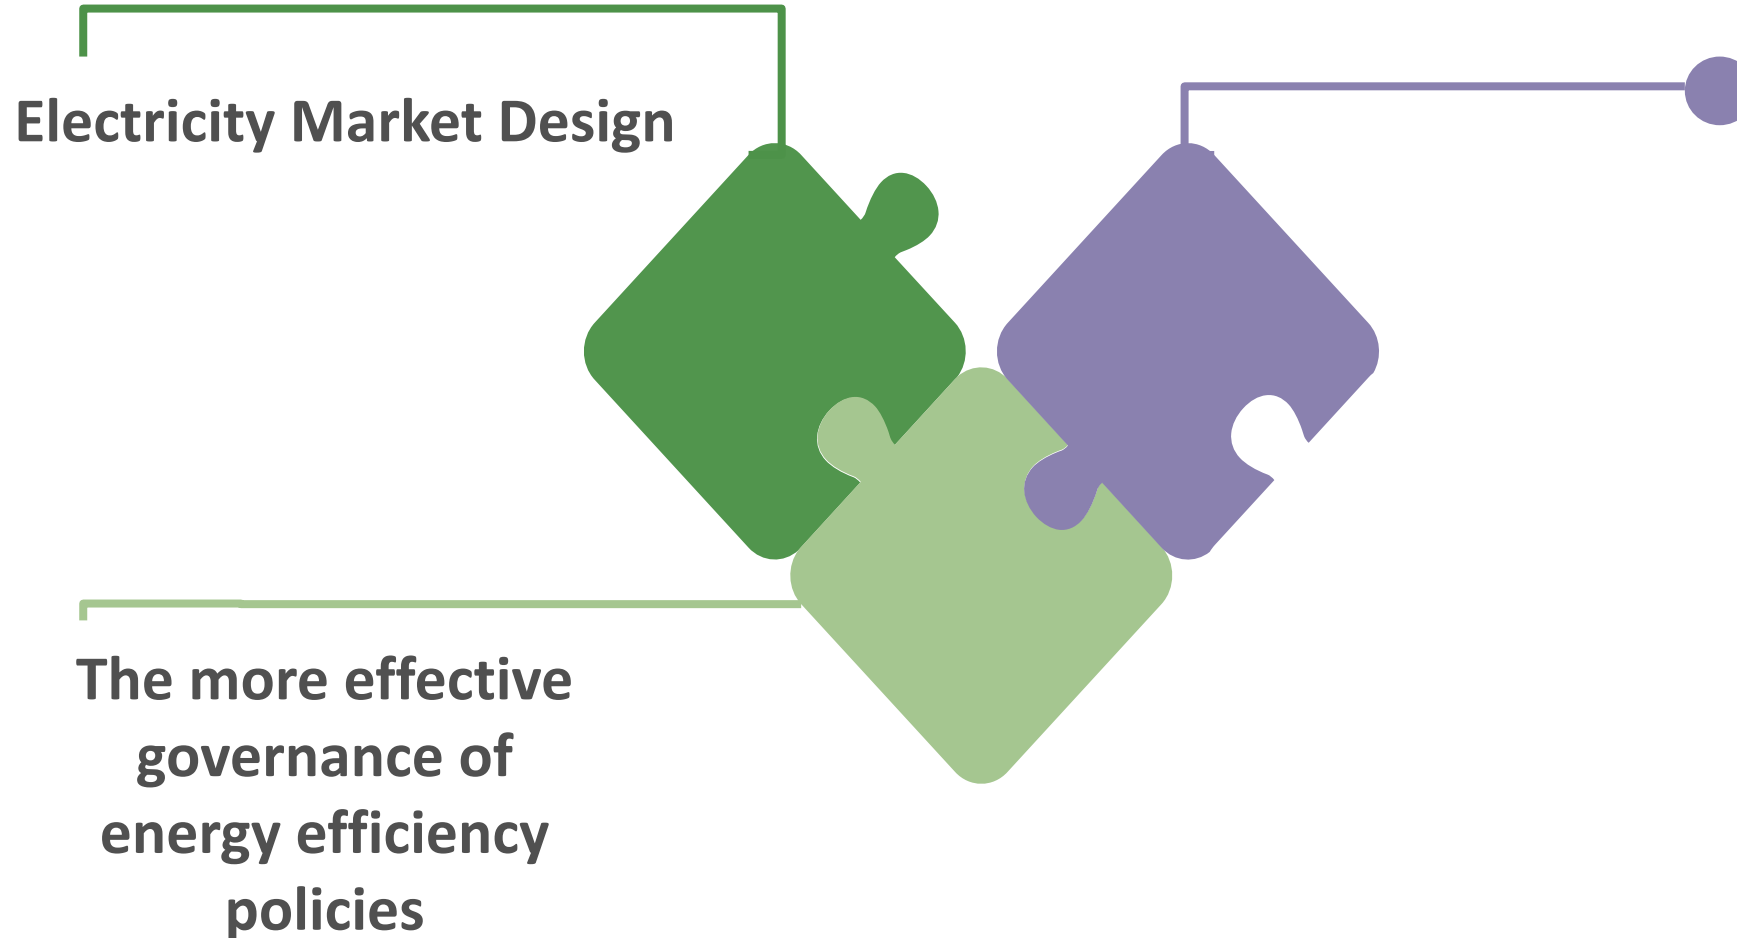 Electricity Market Design
The more effective
governance of
energy efficiency
policies